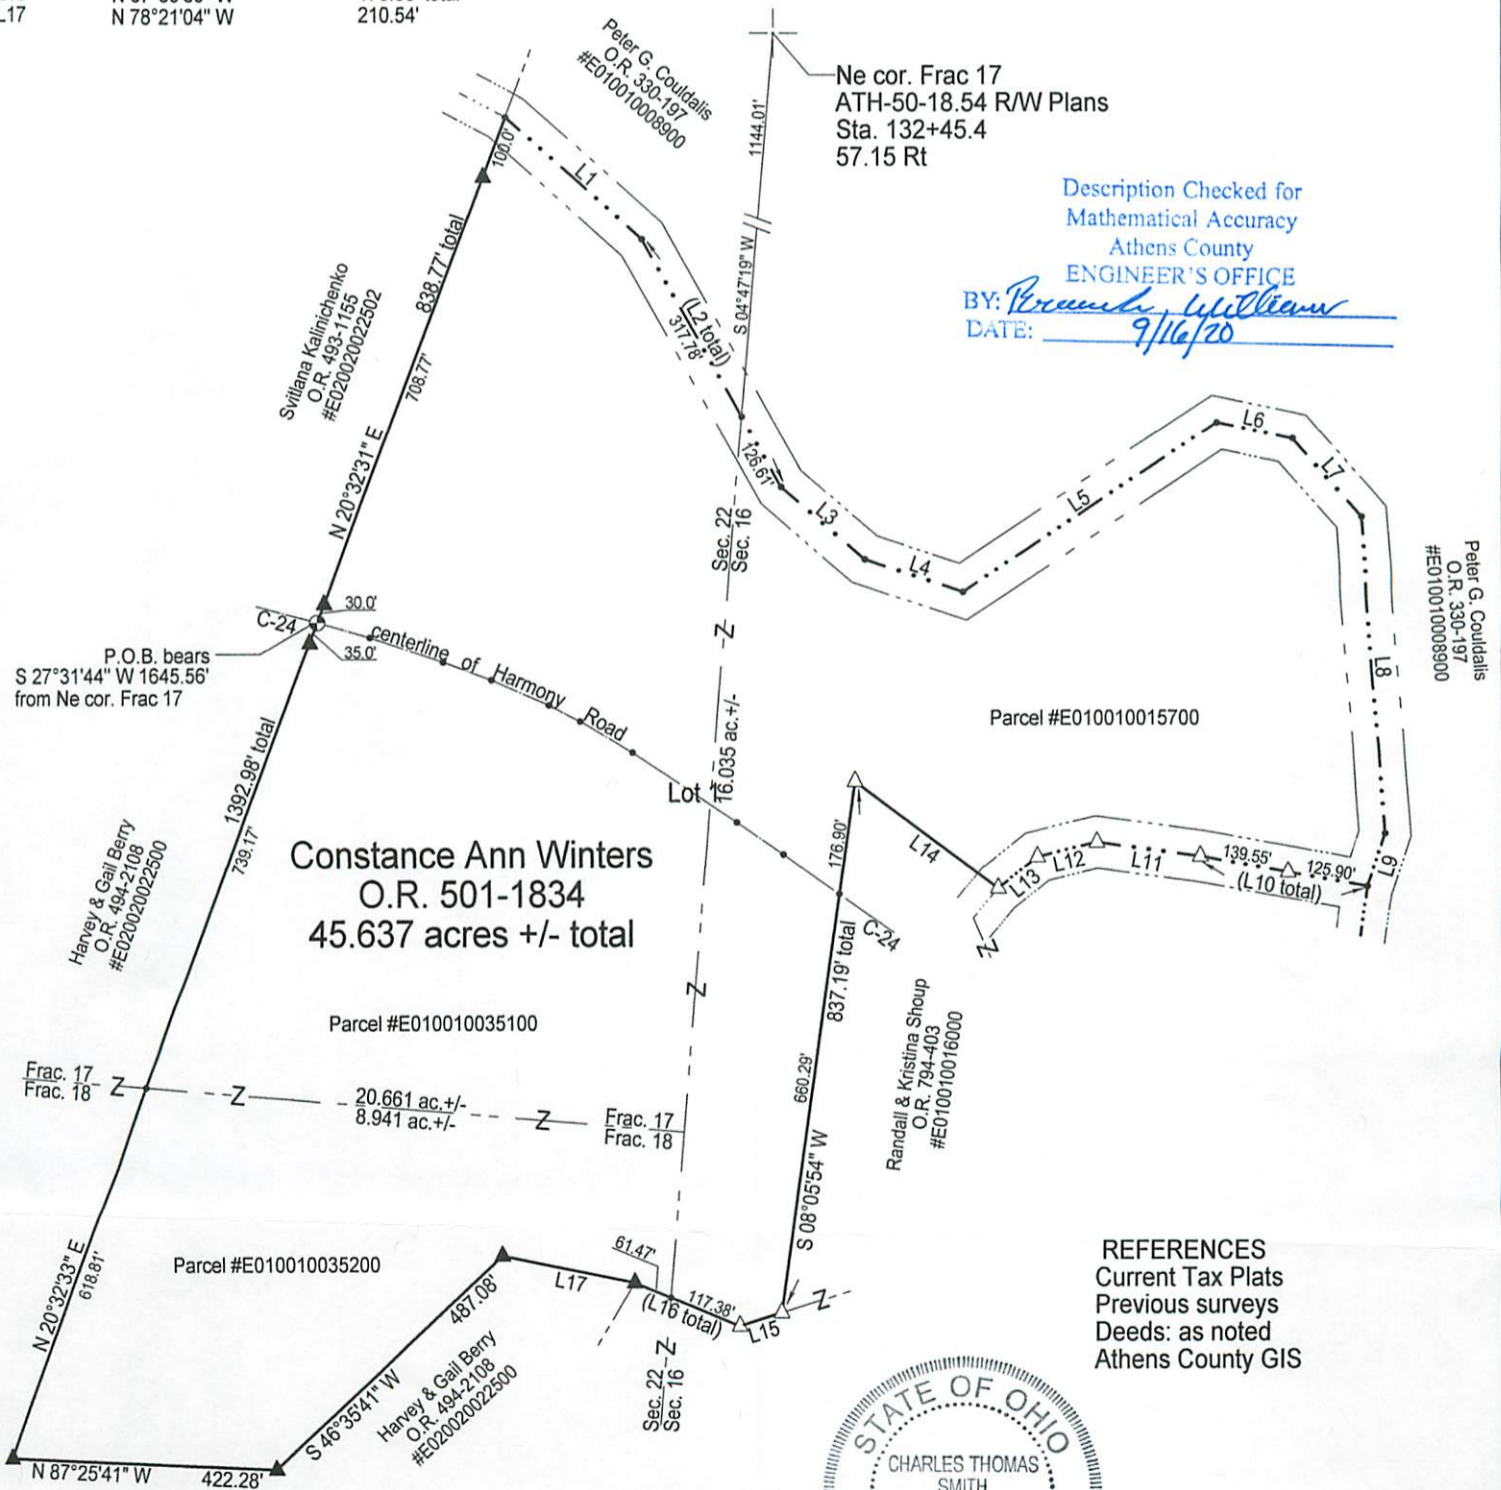 L17 N 78°21'04" W 210.54'
Peter G. Couldalis
O.R. 330-197
#E010010008900
Ne cor. Frac 17
ATH-50-18.54 R/W Plans
Sta. 132+45.4
57.15 Rt
1144.01'
S 04°47'19" W
Description Checked for
Mathematical Accuracy
Athens County
ENGINEER'S OFFICE
BY:
DATE: 9/16/20
100.0'
L1
838.77' total
708.77'
N 20°32'31" E
Svitlana Kalinichenko
O.R. 493-1155
#E020020022502
(L2 total)
317.78'
126.61'
L3
L4
L5
L6
L7
L8
L9
Peter G. Couldalis
O.R. 330-197
#E010010008900
Sec. 22
Sec. 16
Z
C-24
30.0'
35.0'
P.O.B. bears
S 27°31'44" W 1645.56'
from Ne cor. Frac 17
centerline of Harmony Road
16.035 ac.+/-
Lot 1
Parcel #E010010015700
176.90'
L14
L13
L12
L11
139.55'
125.90'
(L10 total)
Z
C-24
1392.98' total
739.17'
Harvey & Gail Berry
O.R. 494-2108
#E020020022500
Constance Ann Winters
O.R. 501-1834
45.637 acres +/- total
837.19' total
660.29'
S 08°05'54" W
Randall & Kristina Shoup
O.R. 794-403
#E010010016000
Z
Parcel #E010010035100
Frac. 17
Frac. 18
Z
Z
20.661 ac.+/-
8.941 ac.+/-
Z
Frac. 17
Frac. 18
N 20°32'33" E
618.81'
Parcel #E010010035200
61.47'
L17
117.38'
(L16 total)
L15
Z
487.08'
S 46°35'41" W
Harvey & Gail Berry
O.R. 494-2108
#E020020022500
Sec. 22
Sec. 16
Z
N 87°25'41" W 422.28'
REFERENCES
Current Tax Plats
Previous surveys
Deeds: as noted
Athens County GIS
STATE OF OHIO
CHARLES THOMAS
SMITH